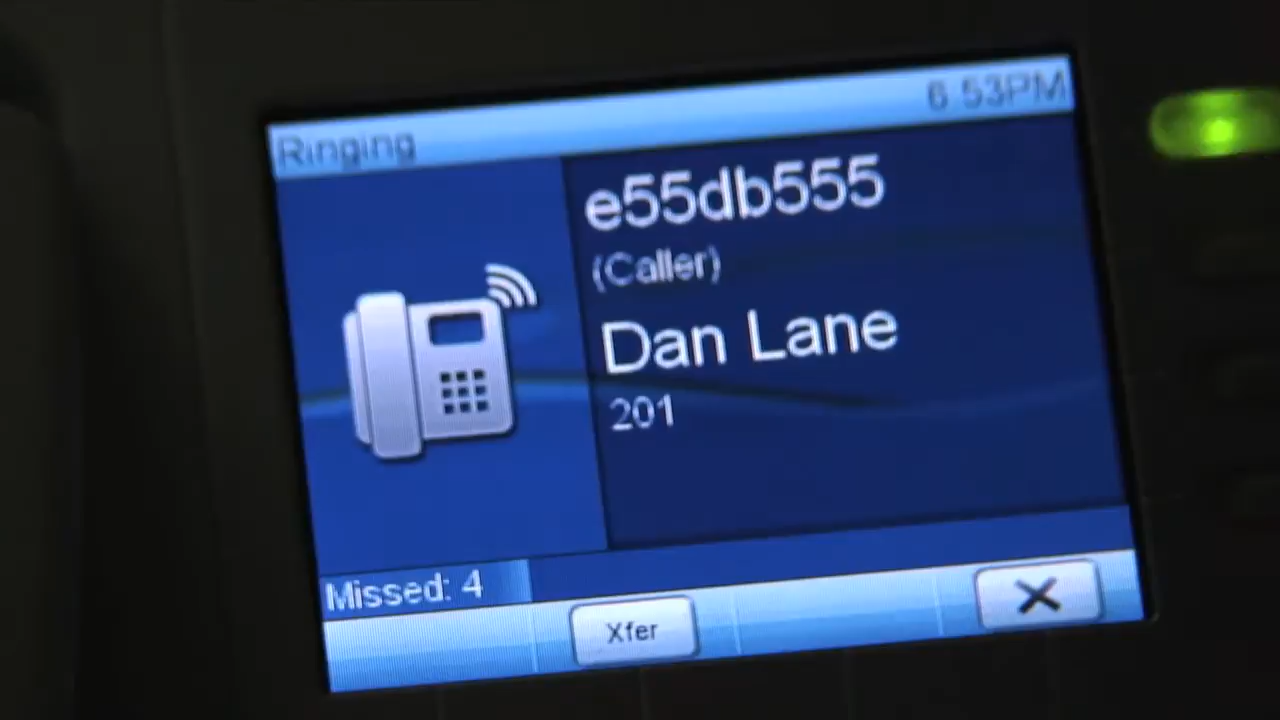 Ringing
6 53PM
e55db555
(Caller)
Dan Lane
201
Missed: 4
Xfer